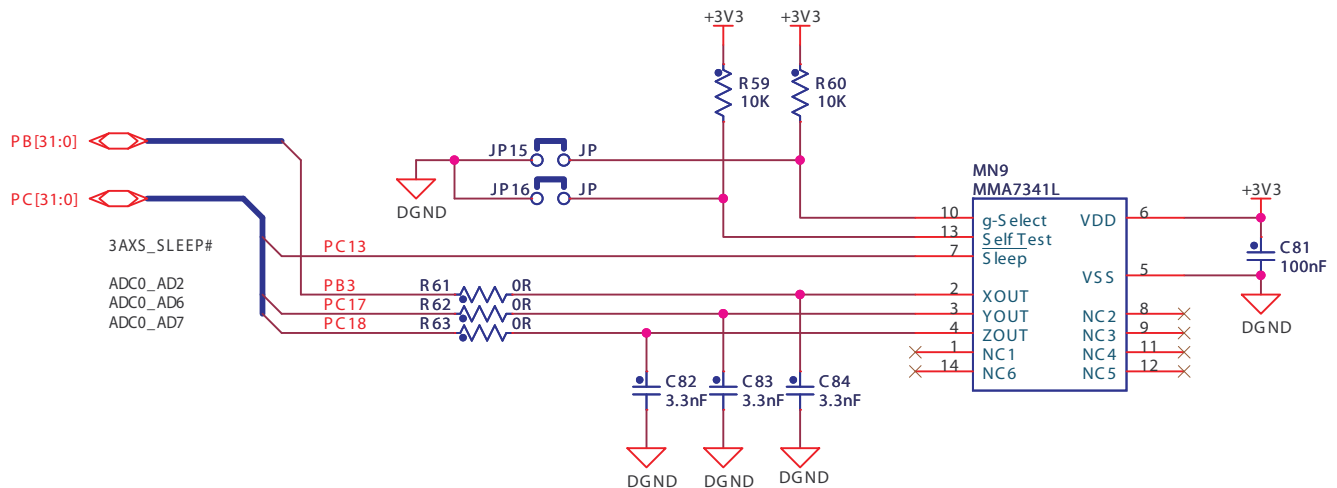 +3V3
+3V3
R59
10K
R60
10K
PB[31:0]
JP15
JP
PC[31:0]
JP16
JP
DGND
MN9
MMA7341L
+3V3
3AXS_SLEEP#
PC13
10
g-Select
VDD
6
13
Self Test
7
Sleep
C81
100nF
ADC0_AD2
ADC0_AD6
ADC0_AD7
PB3
R61
0R
PC17
R62
0R
PC18
R63
0R
VSS
5
2
XOUT
3
YOUT
4
ZOUT
1
NC1
14
NC6
NC2
8
NC3
9
NC4
11
NC5
12
DGND
C82
3.3nF
C83
3.3nF
C84
3.3nF
DGND
DGND
DGND